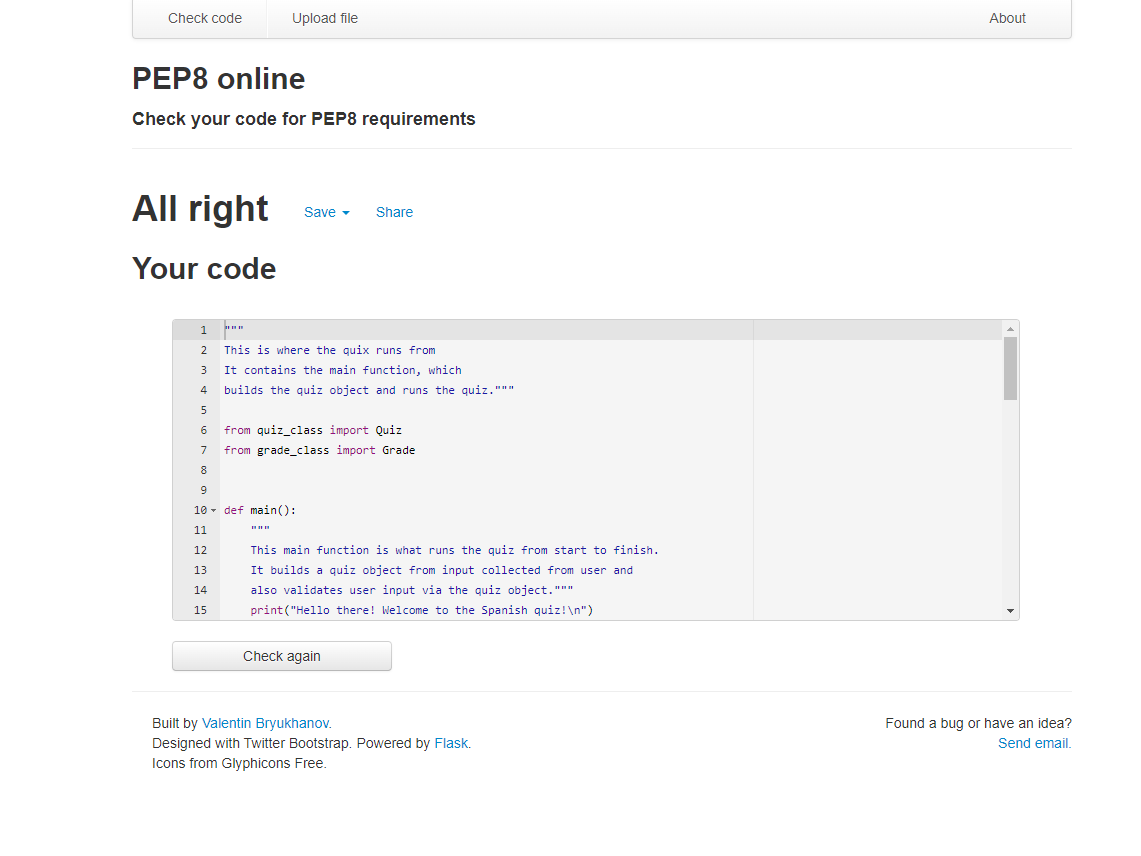 Check code
Upload file
About
PEP8 online
Check your code for PEP8 requirements
All right
Save
Share
Your code
1 """
2 This is where the quix runs from
3 It contains the main function, which
4 builds the quiz object and runs the quiz."""
5
6 from quiz_class import Quiz
7 from grade_class import Grade
8
9
10 def main():
11     """
12     This main function is what runs the quiz from start to finish.
13     It builds a quiz object from input collected from user and
14     also validates user input via the quiz object."""
15     print("Hello there! Welcome to the Spanish quiz!\n")
Check again
Built by Valentin Bryukhanov.
Designed with Twitter Bootstrap. Powered by Flask.
Icons from Glyphicons Free.
Found a bug or have an idea?
Send email.